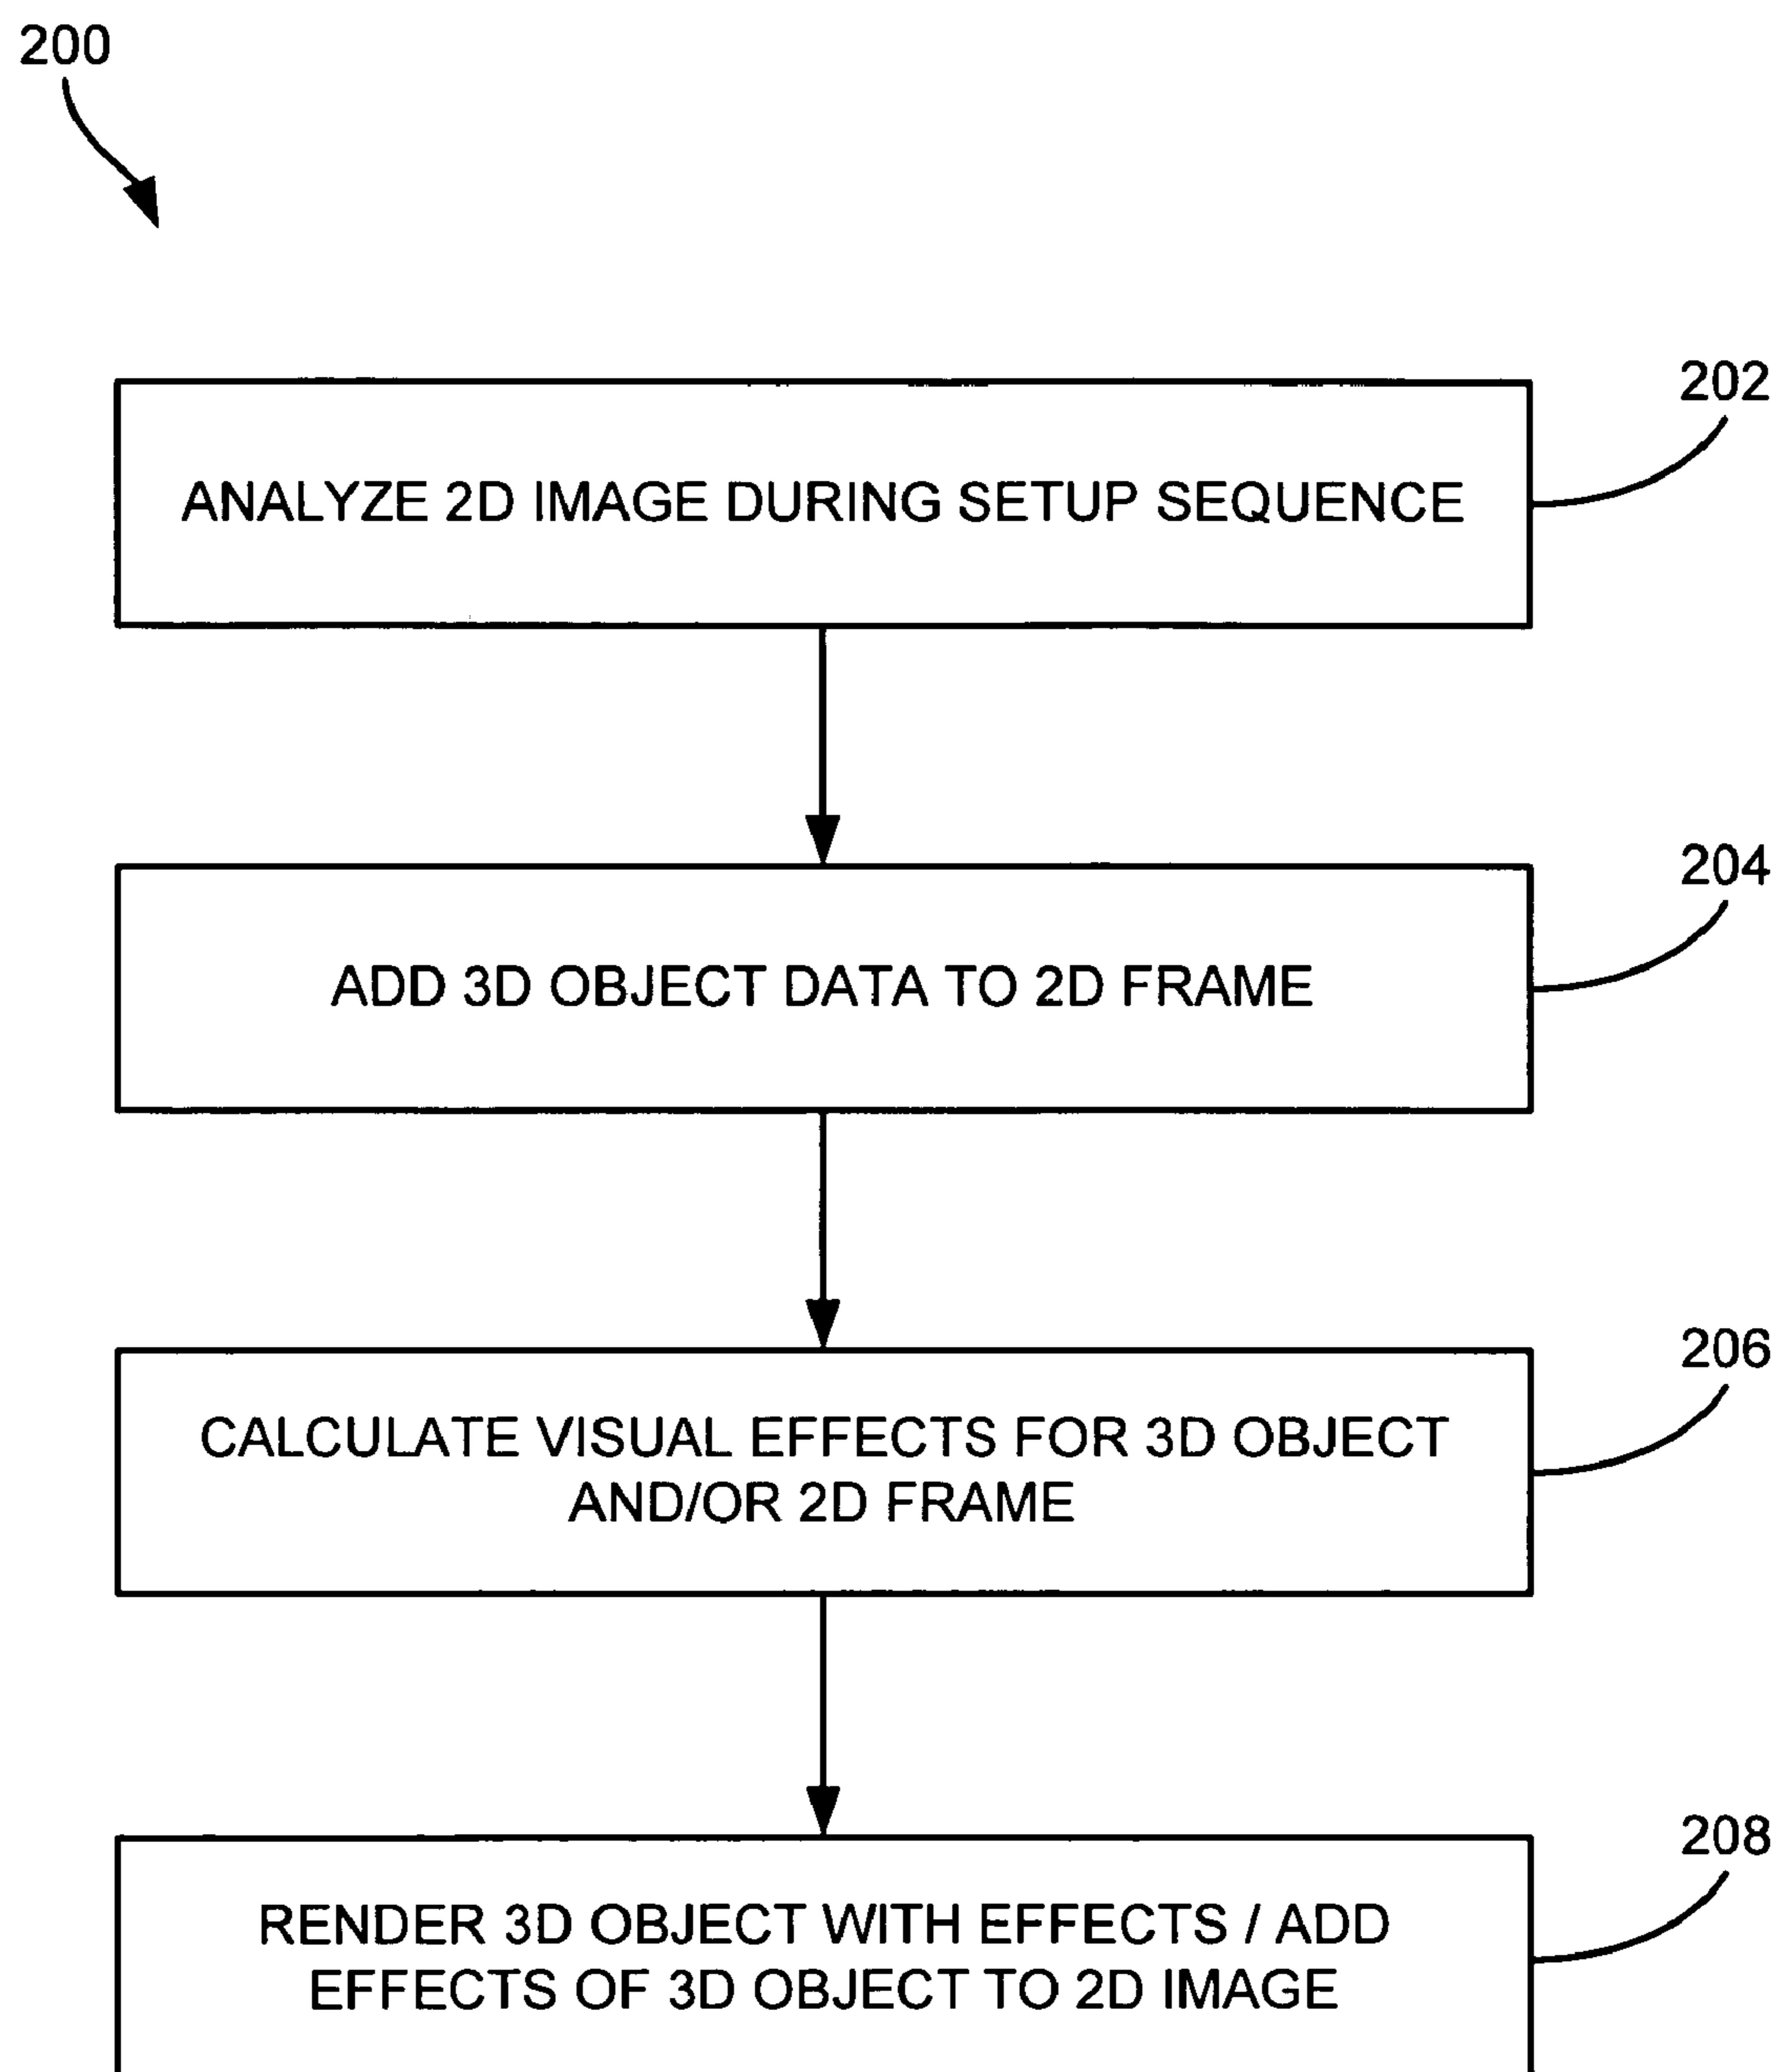 200
202
ANALYZE 2D IMAGE DURING SETUP SEQUENCE
204
ADD 3D OBJECT DATA TO 2D FRAME
206
CALCULATE VISUAL EFFECTS FOR 3D OBJECT
AND/OR 2D FRAME
208
RENDER 3D OBJECT WITH EFFECTS / ADD
EFFECTS OF 3D OBJECT TO 2D IMAGE